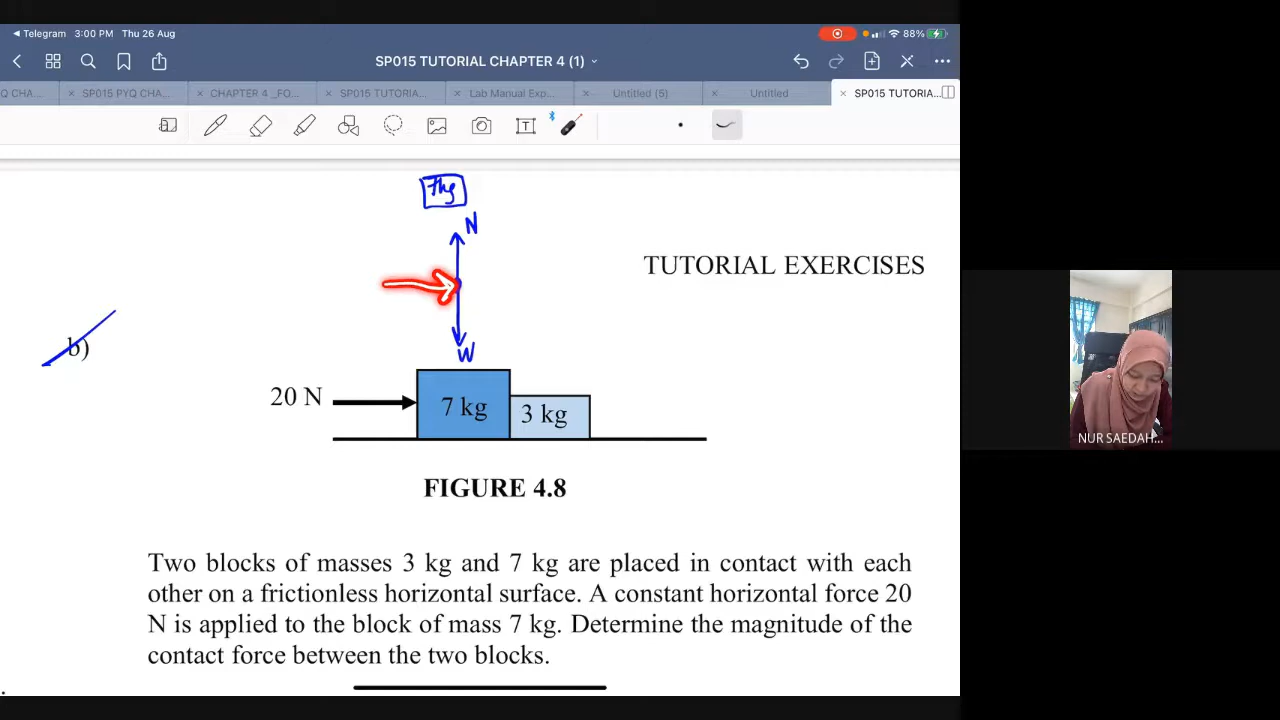 Telegram 3:00 PM Thu 26 Aug 88%
SP015 TUTORIAL CHAPTER 4 (1)
Q CHA... SP015 PYQ CHA... CHAPTER 4 _FO... SP015 TUTORIA... Lab Manual Exp... Untitled (5) Untitled SP015 TUTORIA...
T
7kg
N
TUTORIAL EXERCISES
b)
W
20 N
7 kg
3 kg
FIGURE 4.8
Two blocks of masses 3 kg and 7 kg are placed in contact with each
other on a frictionless horizontal surface. A constant horizontal force 20
N is applied to the block of mass 7 kg. Determine the magnitude of the
contact force between the two blocks.
NUR SAEDAH...